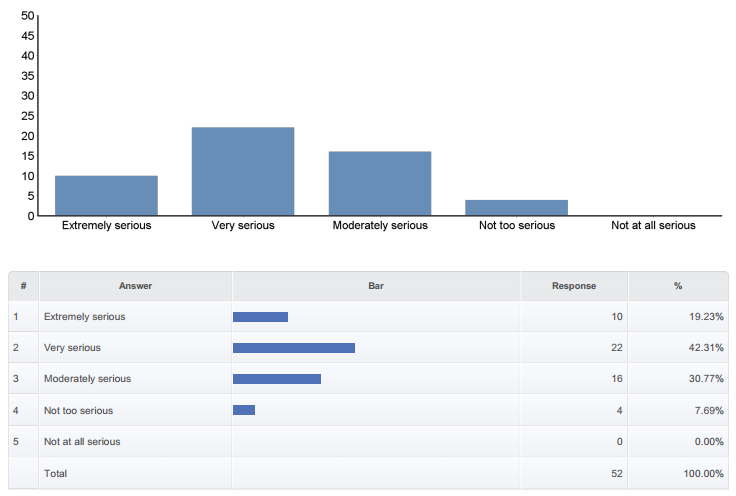 50
45
40
35
30
25
20
15
10
5
0
Extremely serious Very serious Moderately serious Not too serious Not at all serious
# Answer Bar Response %
1 Extremely serious 10 19.23%
2 Very serious 22 42.31%
3 Moderately serious 16 30.77%
4 Not too serious 4 7.69%
5 Not at all serious 0 0.00%
Total 52 100.00%